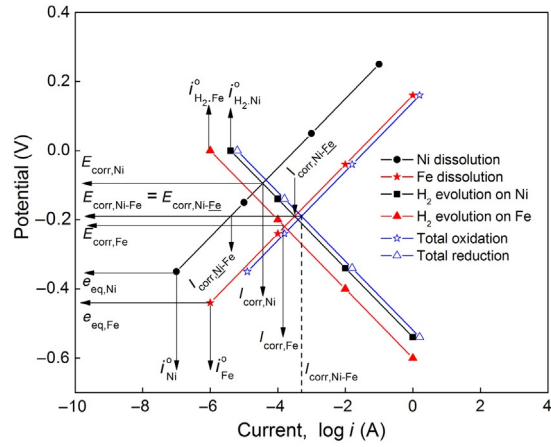 0.4
0.2
0.0
−0.2
−0.4
−0.6
Potential (V)
i°H2,Fe
i°H2,Ni
Ecorr,Ni
Ecorr,Ni-Fe = Ecorr,Ni-Fe
Ecorr,Fe
eeq,Ni
eeq,Fe
Icorr,Ni-Fe
Icorr,Ni-Fe
Icorr,Ni
Icorr,Fe
Icorr,Ni-Fe
i°Ni
i°Fe
Ni dissolution
Fe dissolution
H2 evolution on Ni
H2 evolution on Fe
Total oxidation
Total reduction
−10 −8 −6 −4 −2 0 2 4
Current, log i (A)